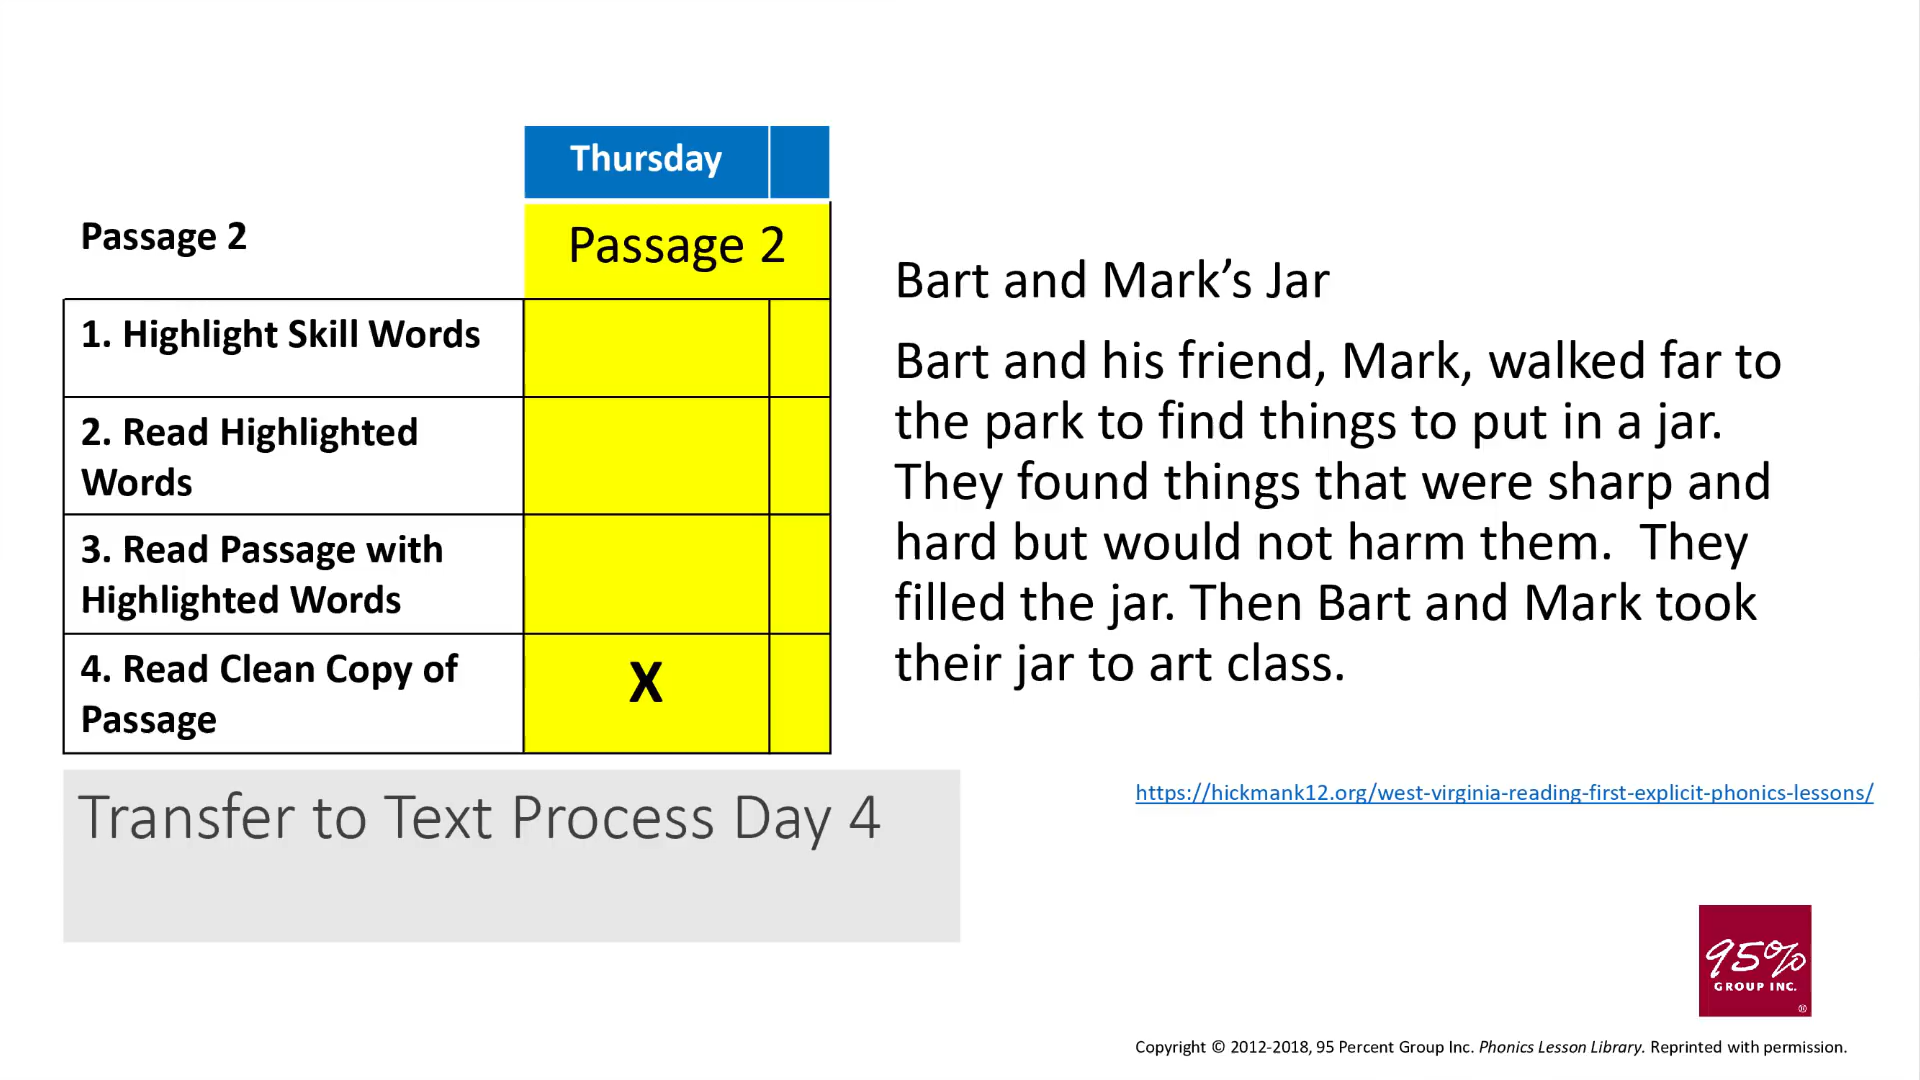 Thursday
Passage 2
Passage 2
1. Highlight Skill Words
2. Read Highlighted
Words
3. Read Passage with
Highlighted Words
4. Read Clean Copy of
Passage
X
Transfer to Text Process Day 4
Bart and Mark’s Jar
Bart and his friend, Mark, walked far to
the park to find things to put in a jar.
They found things that were sharp and
hard but would not harm them.  They
filled the jar. Then Bart and Mark took
their jar to art class.
https://hickmank12.org/west-virginia-reading-first-explicit-phonics-lessons/
95%
GROUP INC.
®
Copyright © 2012-2018, 95 Percent Group Inc. Phonics Lesson Library. Reprinted with permission.